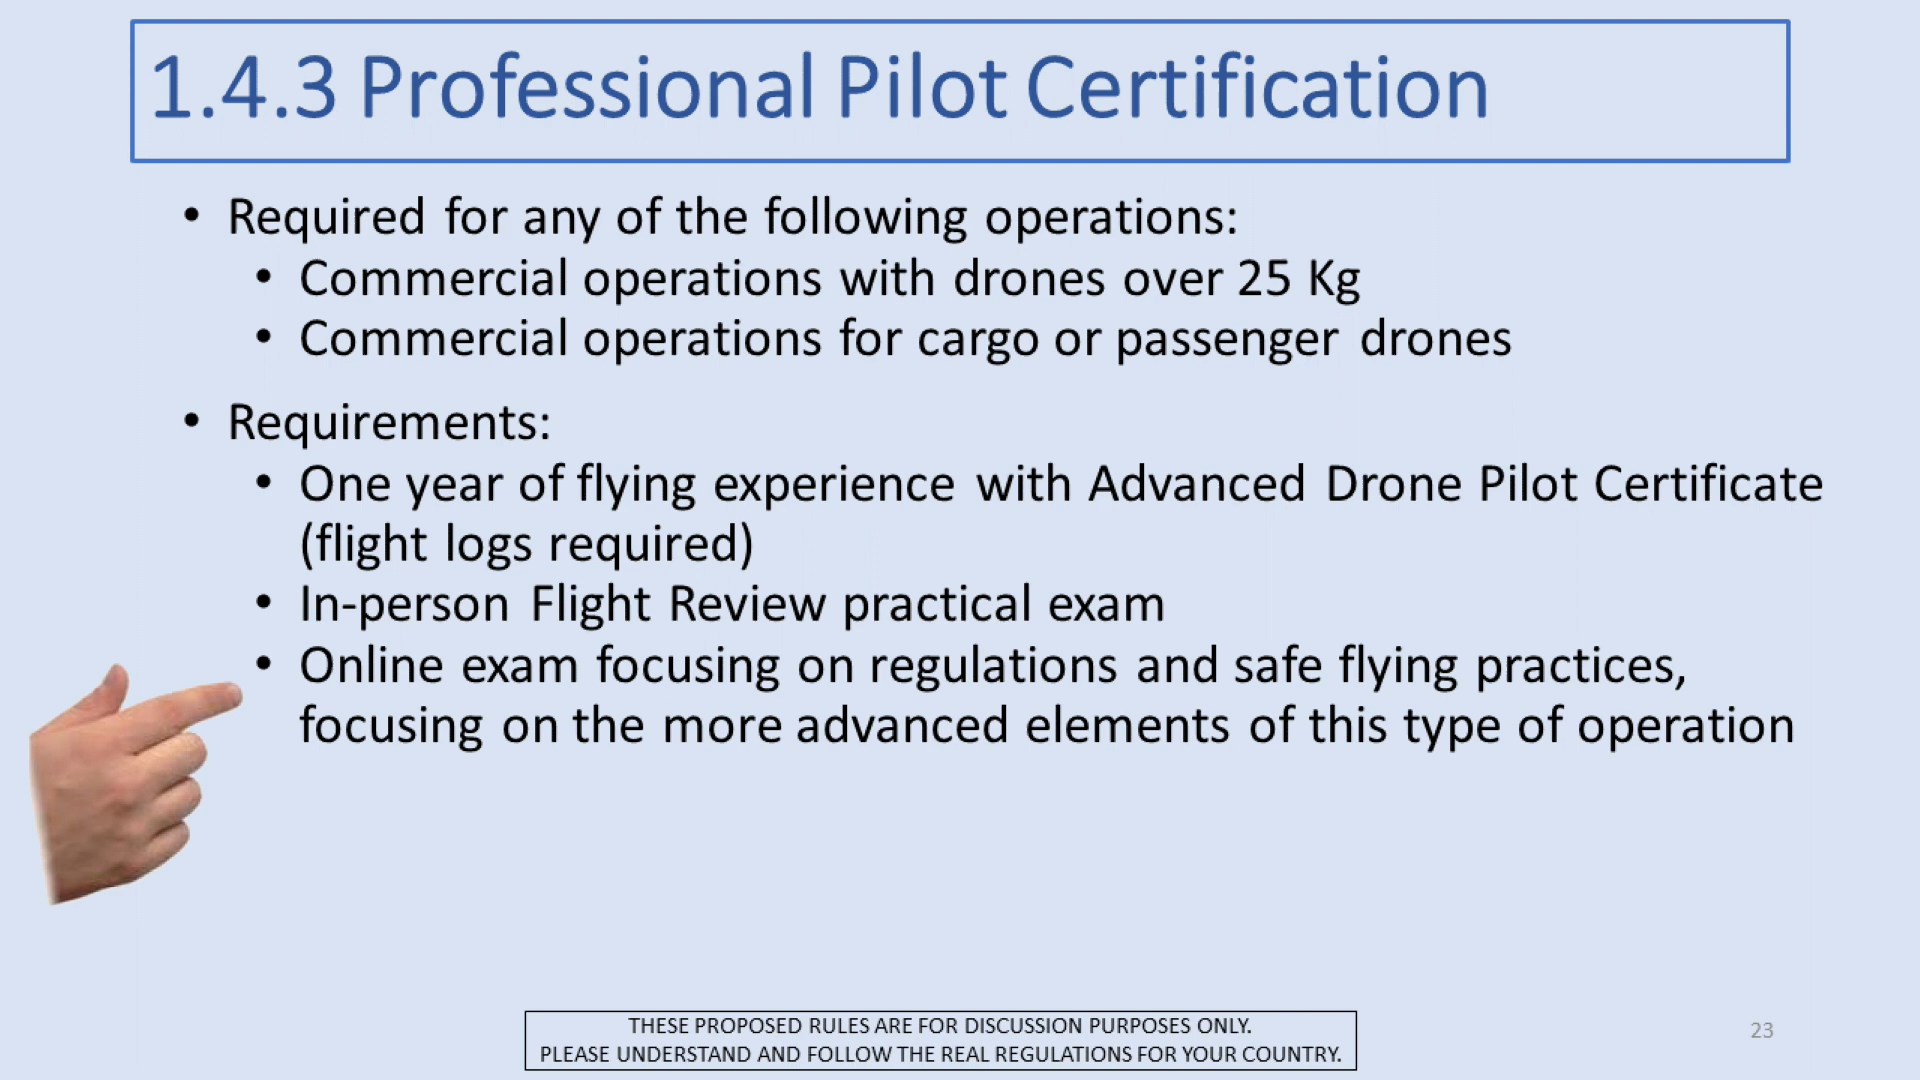 1.4.3 Professional Pilot Certification
• Required for any of the following operations:
• Commercial operations with drones over 25 Kg
• Commercial operations for cargo or passenger drones
• Requirements:
• One year of flying experience with Advanced Drone Pilot Certificate
(flight logs required)
• In-person Flight Review practical exam
• Online exam focusing on regulations and safe flying practices,
focusing on the more advanced elements of this type of operation
THESE PROPOSED RULES ARE FOR DISCUSSION PURPOSES ONLY.
PLEASE UNDERSTAND AND FOLLOW THE REAL REGULATIONS FOR YOUR COUNTRY.
23